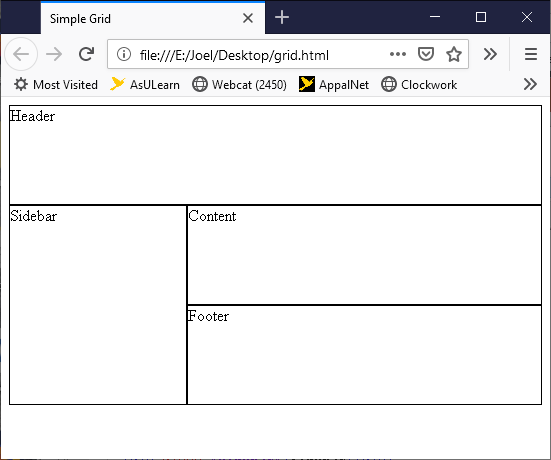 Simple Grid
file:///E:/Joel/Desktop/grid.html
Most Visited AsULearn Webcat (2450) AppalNet Clockwork
Header
Sidebar
Content
Footer